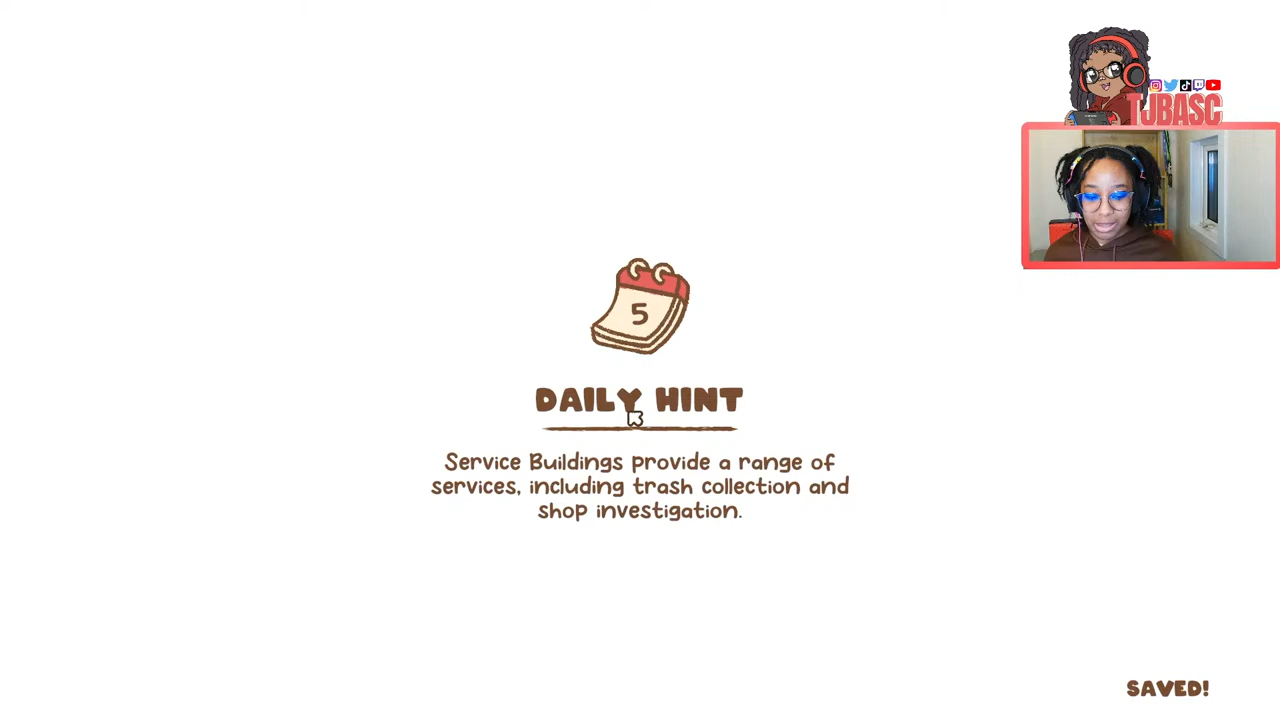 TJBASC
5
DAILY HINT
Service Buildings provide a range of
services, including trash collection and
shop investigation.
SAVED!